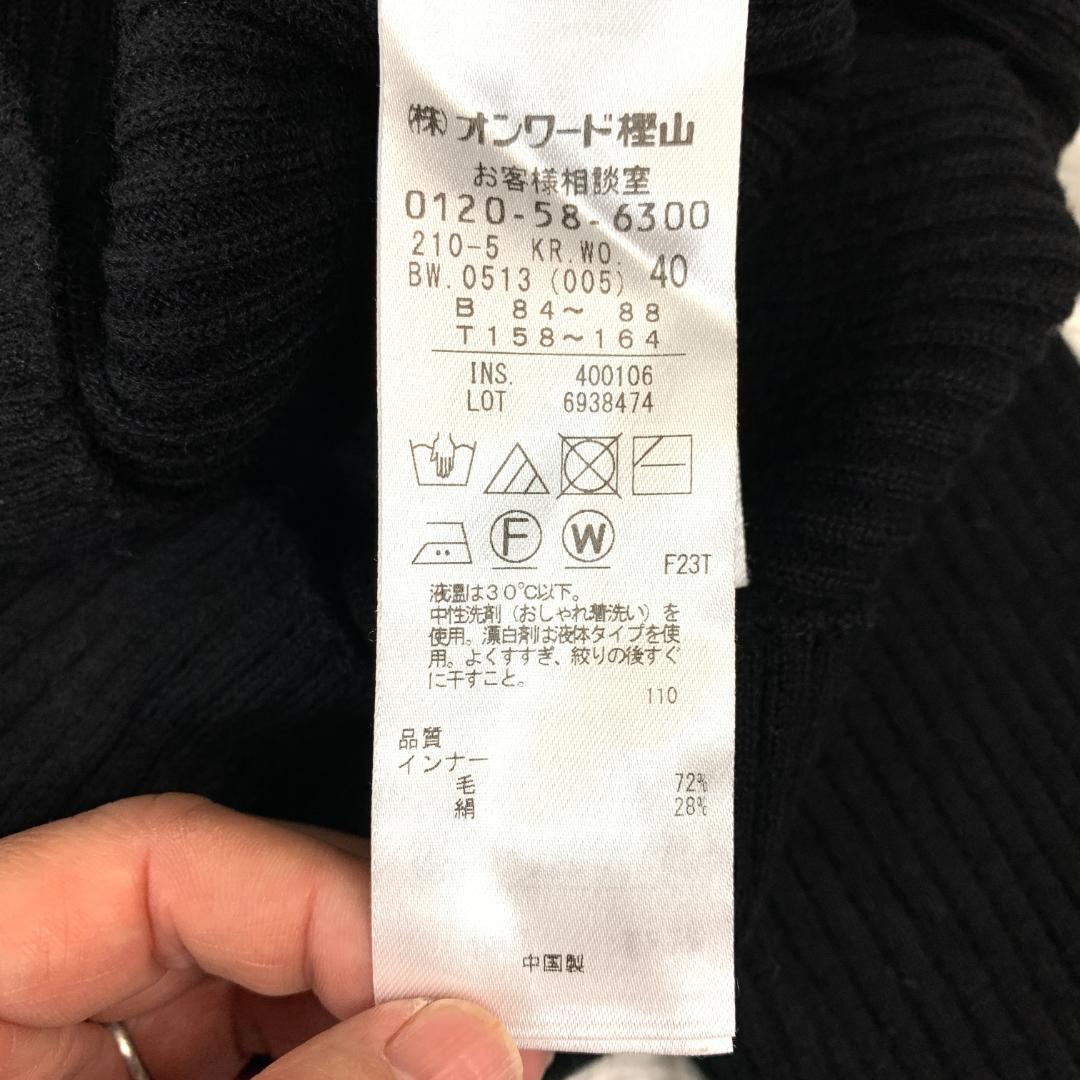 ㈱オンワード樫山
お客様相談室
0120-58-6300
210-5 KR.WO.
BW.0513 (005) 40
B 84〜 88
T158〜164
INS. 400106
LOT 6938474
F W F23T
液温は30℃以下。
中性洗剤（おしゃれ着洗い）を
使用。漂白剤は液体タイプを使
用。よくすすぎ、絞りの後すぐ
に干すこと。
110
品質
インナー
毛 72%
絹 28%
中国製